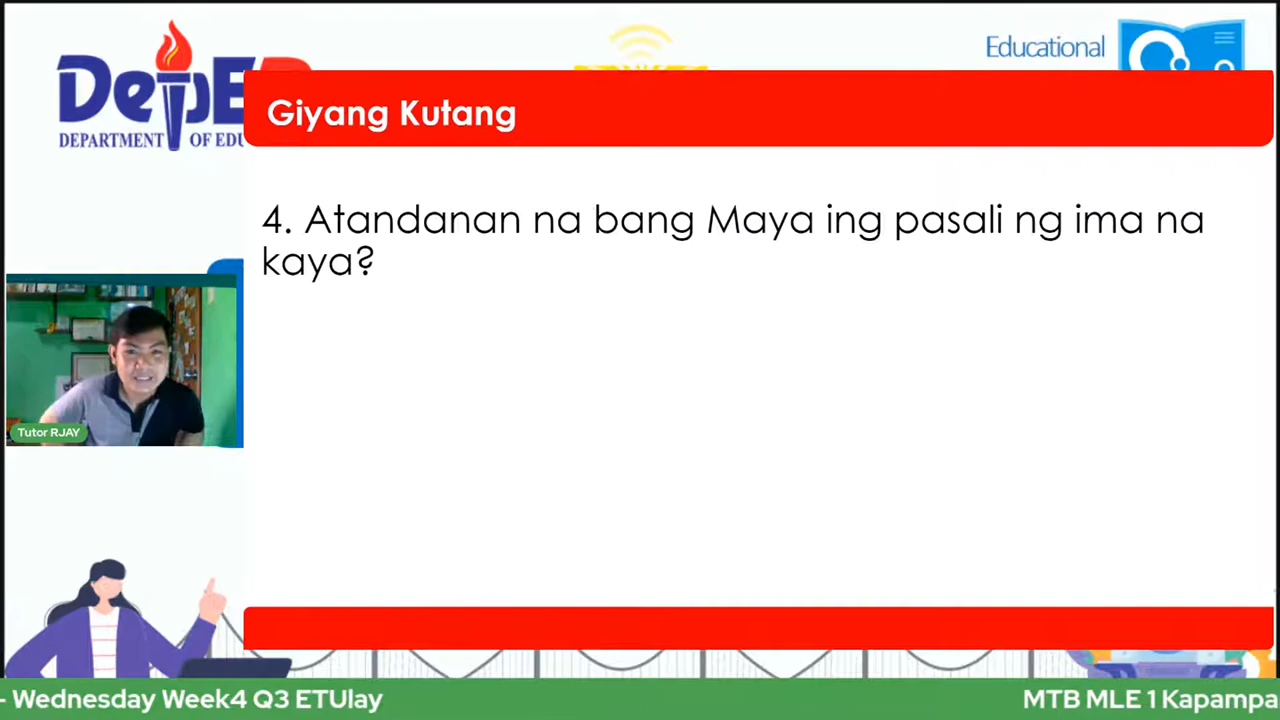 DepED
DEPARTMENT OF EDU
Educational
Giyang Kutang
4. Atandanan na bang Maya ing pasali ng ima na
kaya?
Tutor RJAY
- Wednesday Week4 Q3 ETUlay
MTB MLE 1 Kapampa